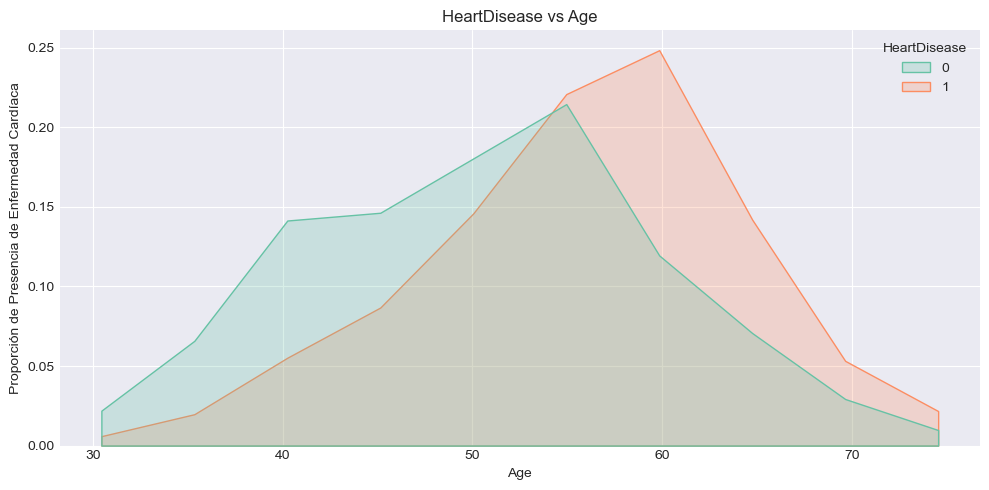 HeartDisease vs Age
Proporción de Presencia de Enfermedad Cardíaca
0.25
0.20
0.15
0.10
0.05
0.00
HeartDisease
0
1
30 40 50 60 70
Age